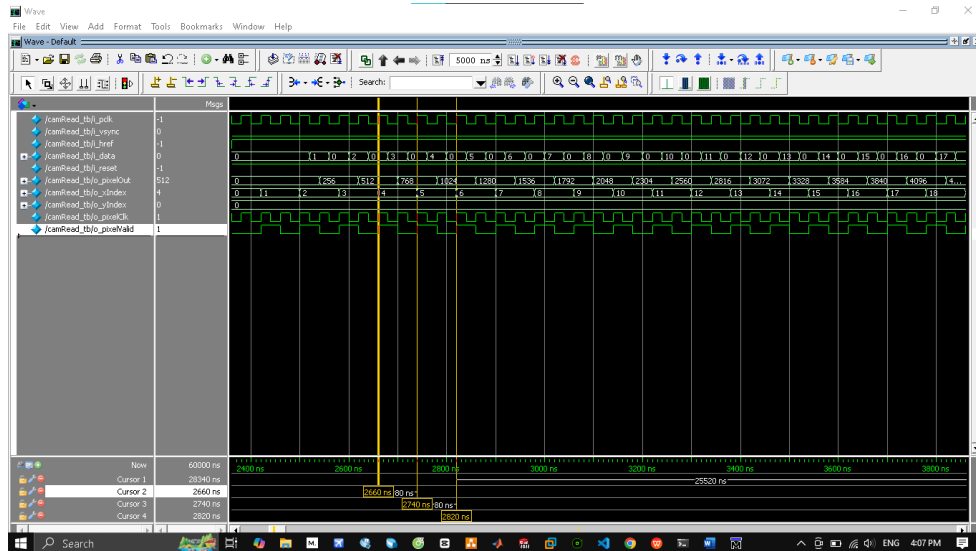 Wave
File Edit View Add Format Tools Bookmarks Window Help
Wave - Default
5000 ns
Search:
Msgs
/camRead_tb/i_pclk -1
/camRead_tb/i_vsync 0
/camRead_tb/i_href -1
/camRead_tb/i_data 0 0 1 0 2 0 3 0 4 0 5 0 6 0 7 0 8 0 9 0 10 0 11 0 12 0 13 0 14 0 15 0 16 0 17
/camRead_tb/i_reset -1
/camRead_tb/o_pixelOut 512 0 256 512 768 1024 1280 1536 1792 2048 2304 2560 2816 3072 3328 3584 3840 4096 4...
/camRead_tb/o_xIndex 4 0 1 2 3 4 5 6 7 8 9 10 11 12 13 14 15 16 17 18
/camRead_tb/o_yIndex 0 0
/camRead_tb/o_pixelClk 1
/camRead_tb/o_pixelValid 1
Now 60000 ns 2400 ns 2600 ns 2800 ns 3000 ns 3200 ns 3400 ns 3600 ns 3800 ns
Cursor 1 28340 ns 25520 ns
Cursor 2 2660 ns 2660 ns 80 ns
Cursor 3 2740 ns 2740 ns 80 ns
Cursor 4 2820 ns 2820 ns
Search ENG 4:07 PM